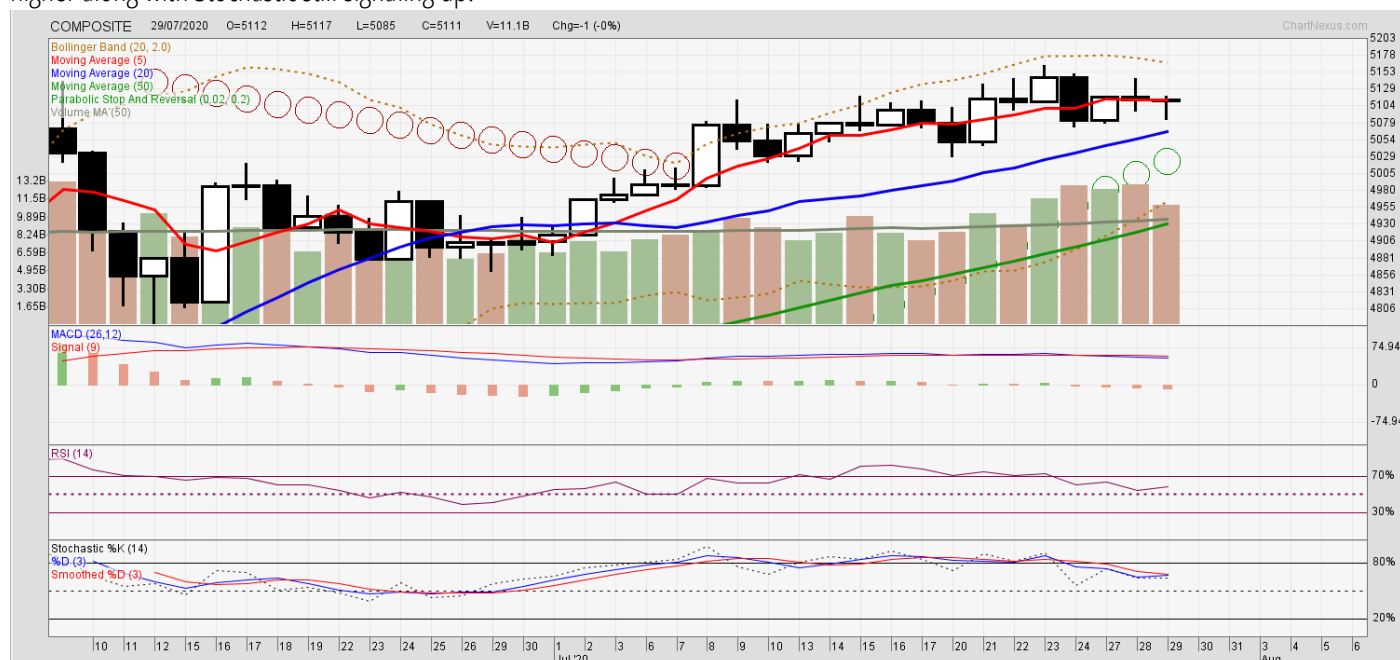 higher along with Stochastic still signaling up.
COMPOSITE 29/07/2020 O=5112 H=5117 L=5085 C=5111 V=11.1B Chg=-1 (-0%) ChartNexus.com
Bollinger Band (20, 2.0)
Moving Average (5)
Moving Average (20)
Moving Average (50)
Parabolic Stop And Reversal (0.02, 0.2)
Volume MA (50)
5203
5178
5153
5129
5104
5079
5054
5029
5005
4980
4955
4930
4906
4881
4856
4831
4806
13.2B
11.5B
9.89B
8.24B
6.59B
4.95B
3.30B
1.65B
MACD (26,12)
Signal (9)
74.94
0
-74.94
RSI (14)
70%
30%
Stochastic %K (14)
%D (3)
Smoothed %D (3)
80%
20%
10 11 12 15 16 17 18 19 22 23 24 25 26 29 30 1 2 3 6 7 8 9 10 13 14 15 16 17 20 21 22 23 24 27 28 29 30 31 3 4 5 6
Jul '20 Aug